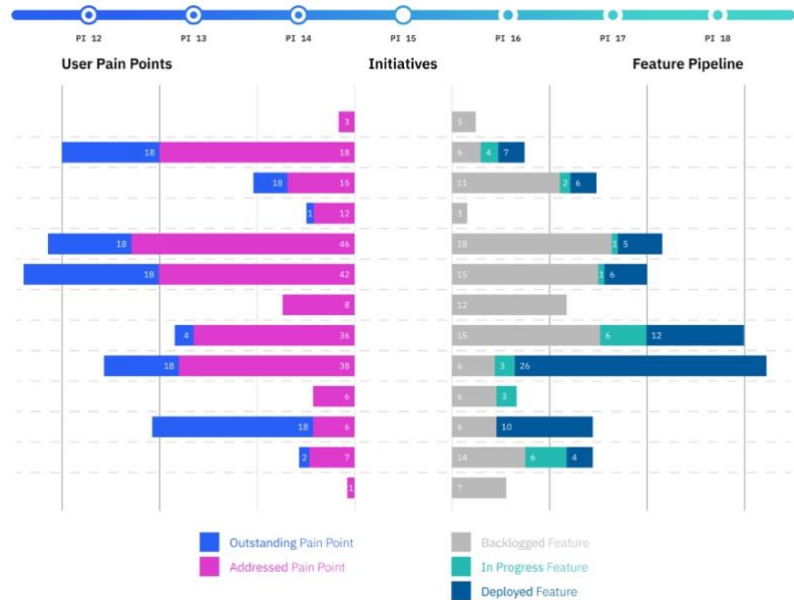 PI 12 PI 13 PI 14 PI 15 PI 16 PI 17 PI 18
User Pain Points Initiatives Feature Pipeline
3 5
18 18 6 4 7
18 15 11 2 6
1 12 3
18 46 18 1 5
18 42 15 1 6
8 12
4 36 15 6 12
18 38 6 3 26
6 6 3
18 6 6 10
2 7 14 6 4
1 7
Outstanding Pain Point Backlogged Feature
Addressed Pain Point In Progress Feature
Deployed Feature